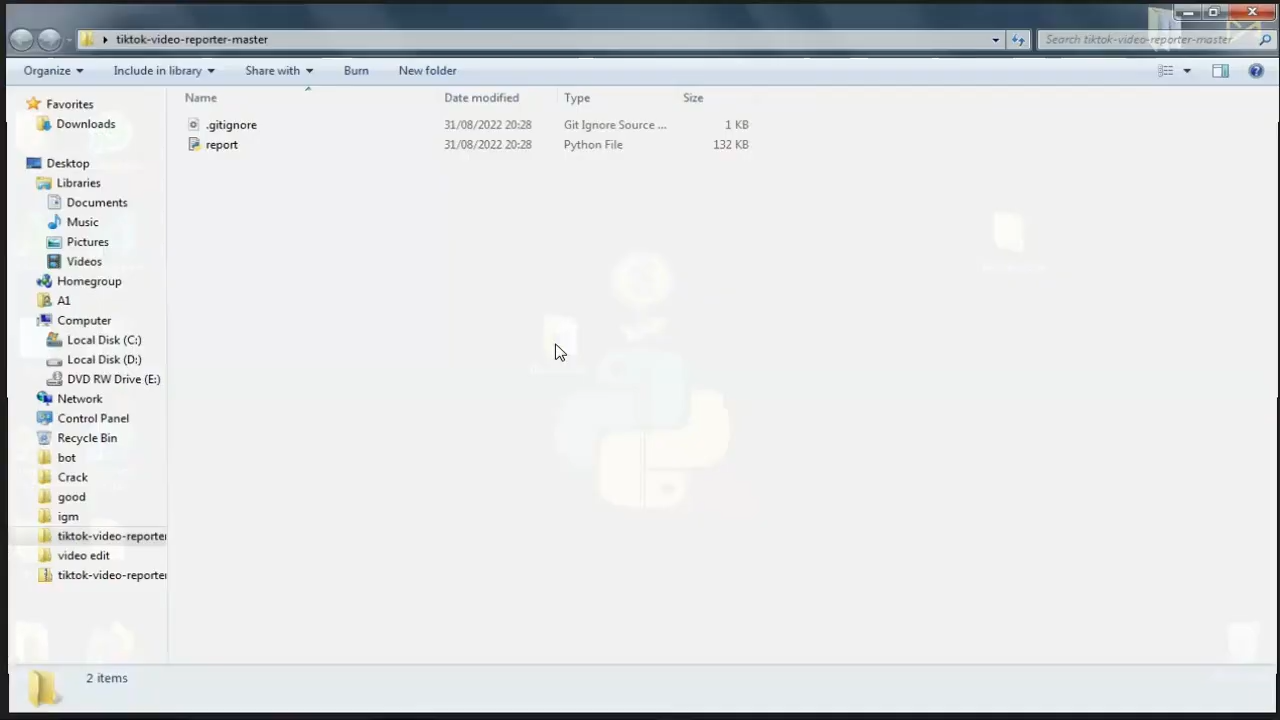 tiktok-video-reporter-master
Search tiktok-video-reporter-master
Organize Include in library Share with Burn New folder
Name Date modified Type Size
.gitignore 31/08/2022 20:28 Git Ignore Source ... 1 KB
report 31/08/2022 20:28 Python File 132 KB
Favorites
Downloads
Desktop
Libraries
Documents
Music
Pictures
Videos
Homegroup
A1
Computer
Local Disk (C:)
Local Disk (D:)
DVD RW Drive (E:)
Network
Control Panel
Recycle Bin
bot
Crack
good
igm
tiktok-video-reporter
video edit
tiktok-video-reporter
2 items